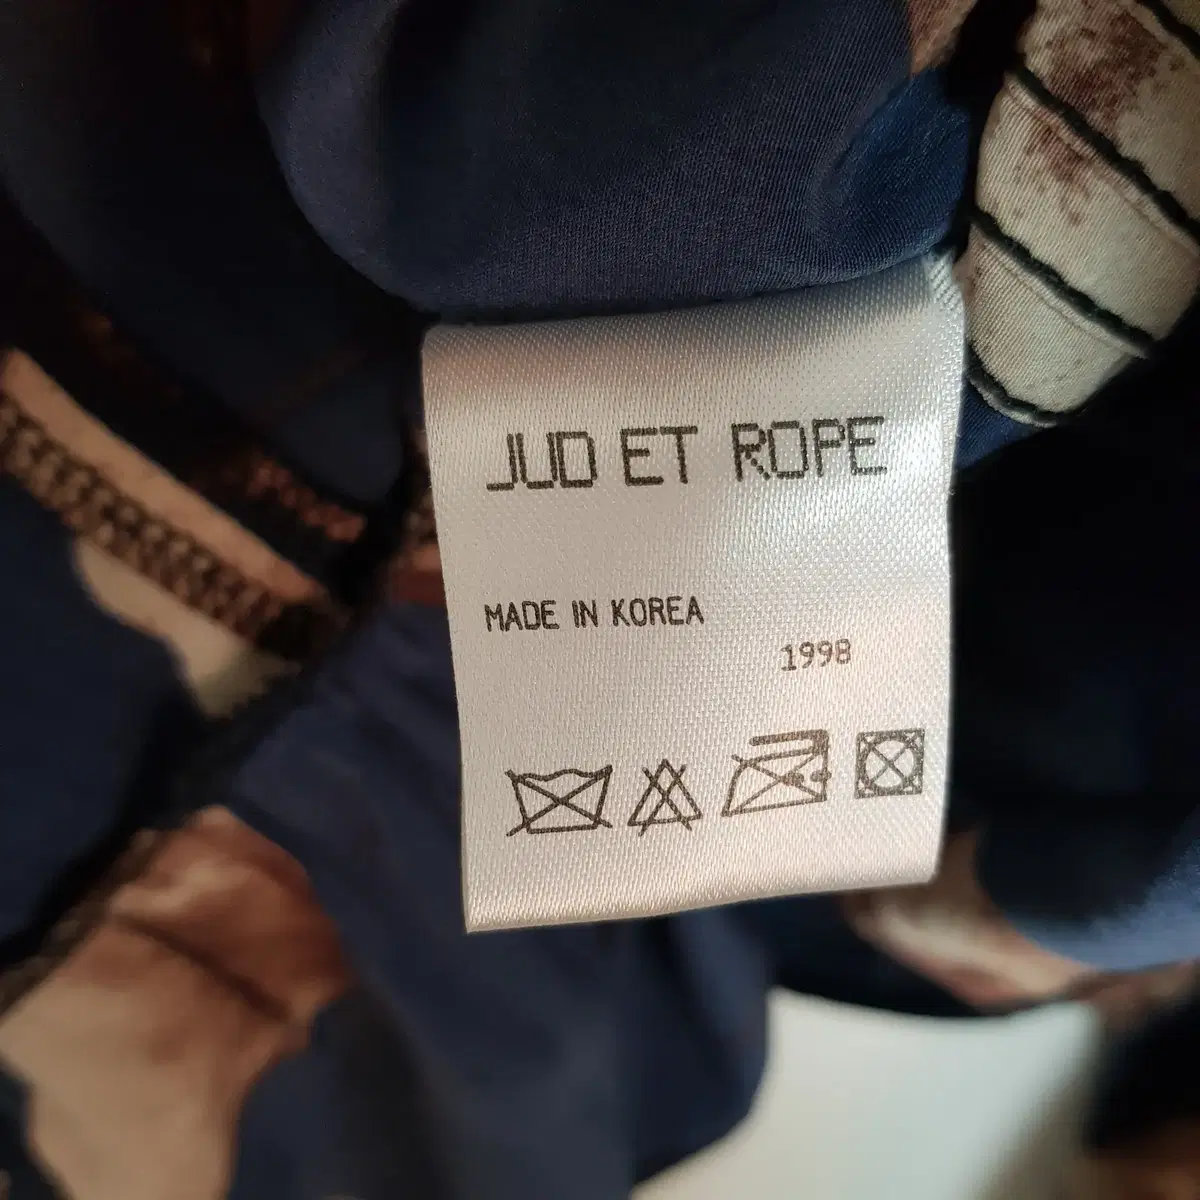 JUD ET ROPE
MADE IN KOREA
1998